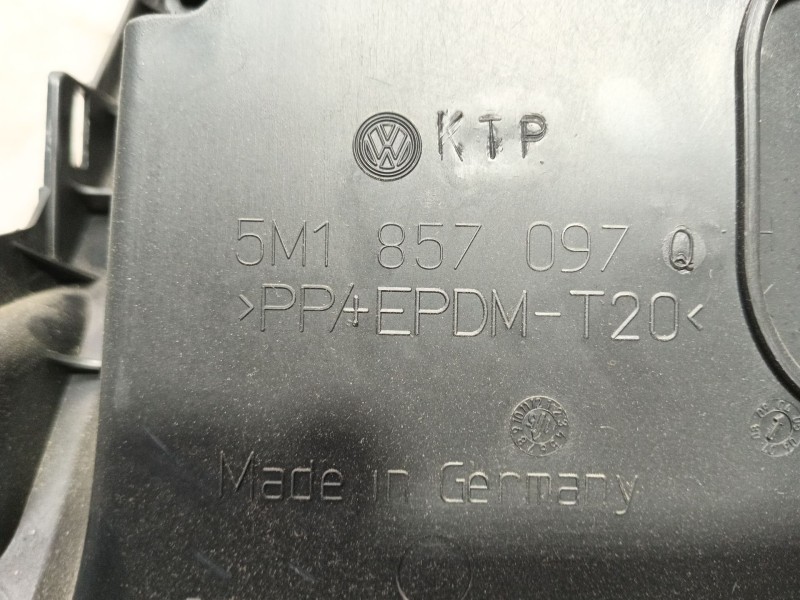 KTP
5M1 857 097 Q
>PP/+EPDM-T20<
Made in Germany